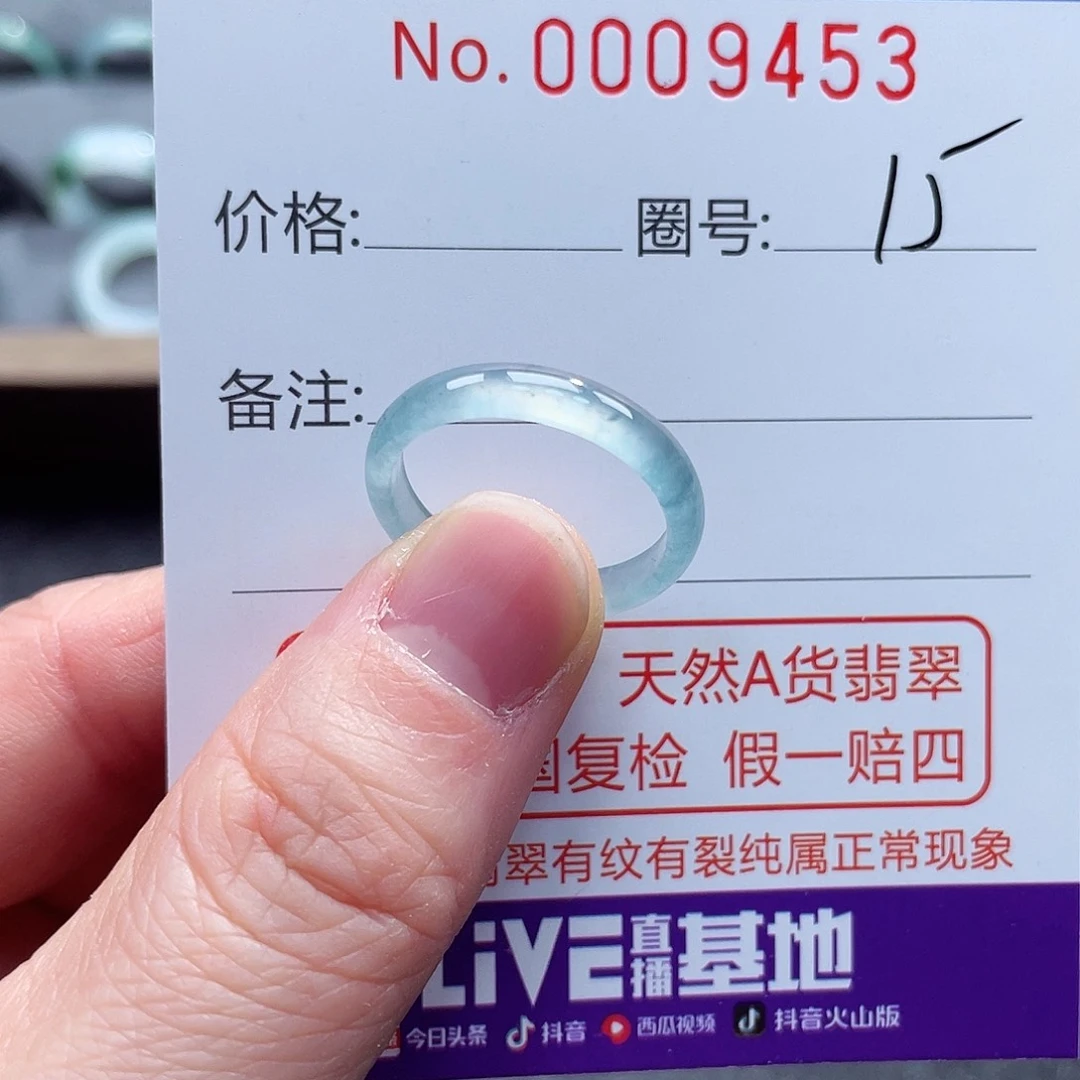 No. 0009453
价格: 圈号: 15
备注:
天然A货翡翠
国复检 假一赔四
翡翠有纹有裂纯属正常现象
LiVE直播基地
今日头条 抖音 西瓜视频 抖音火山版